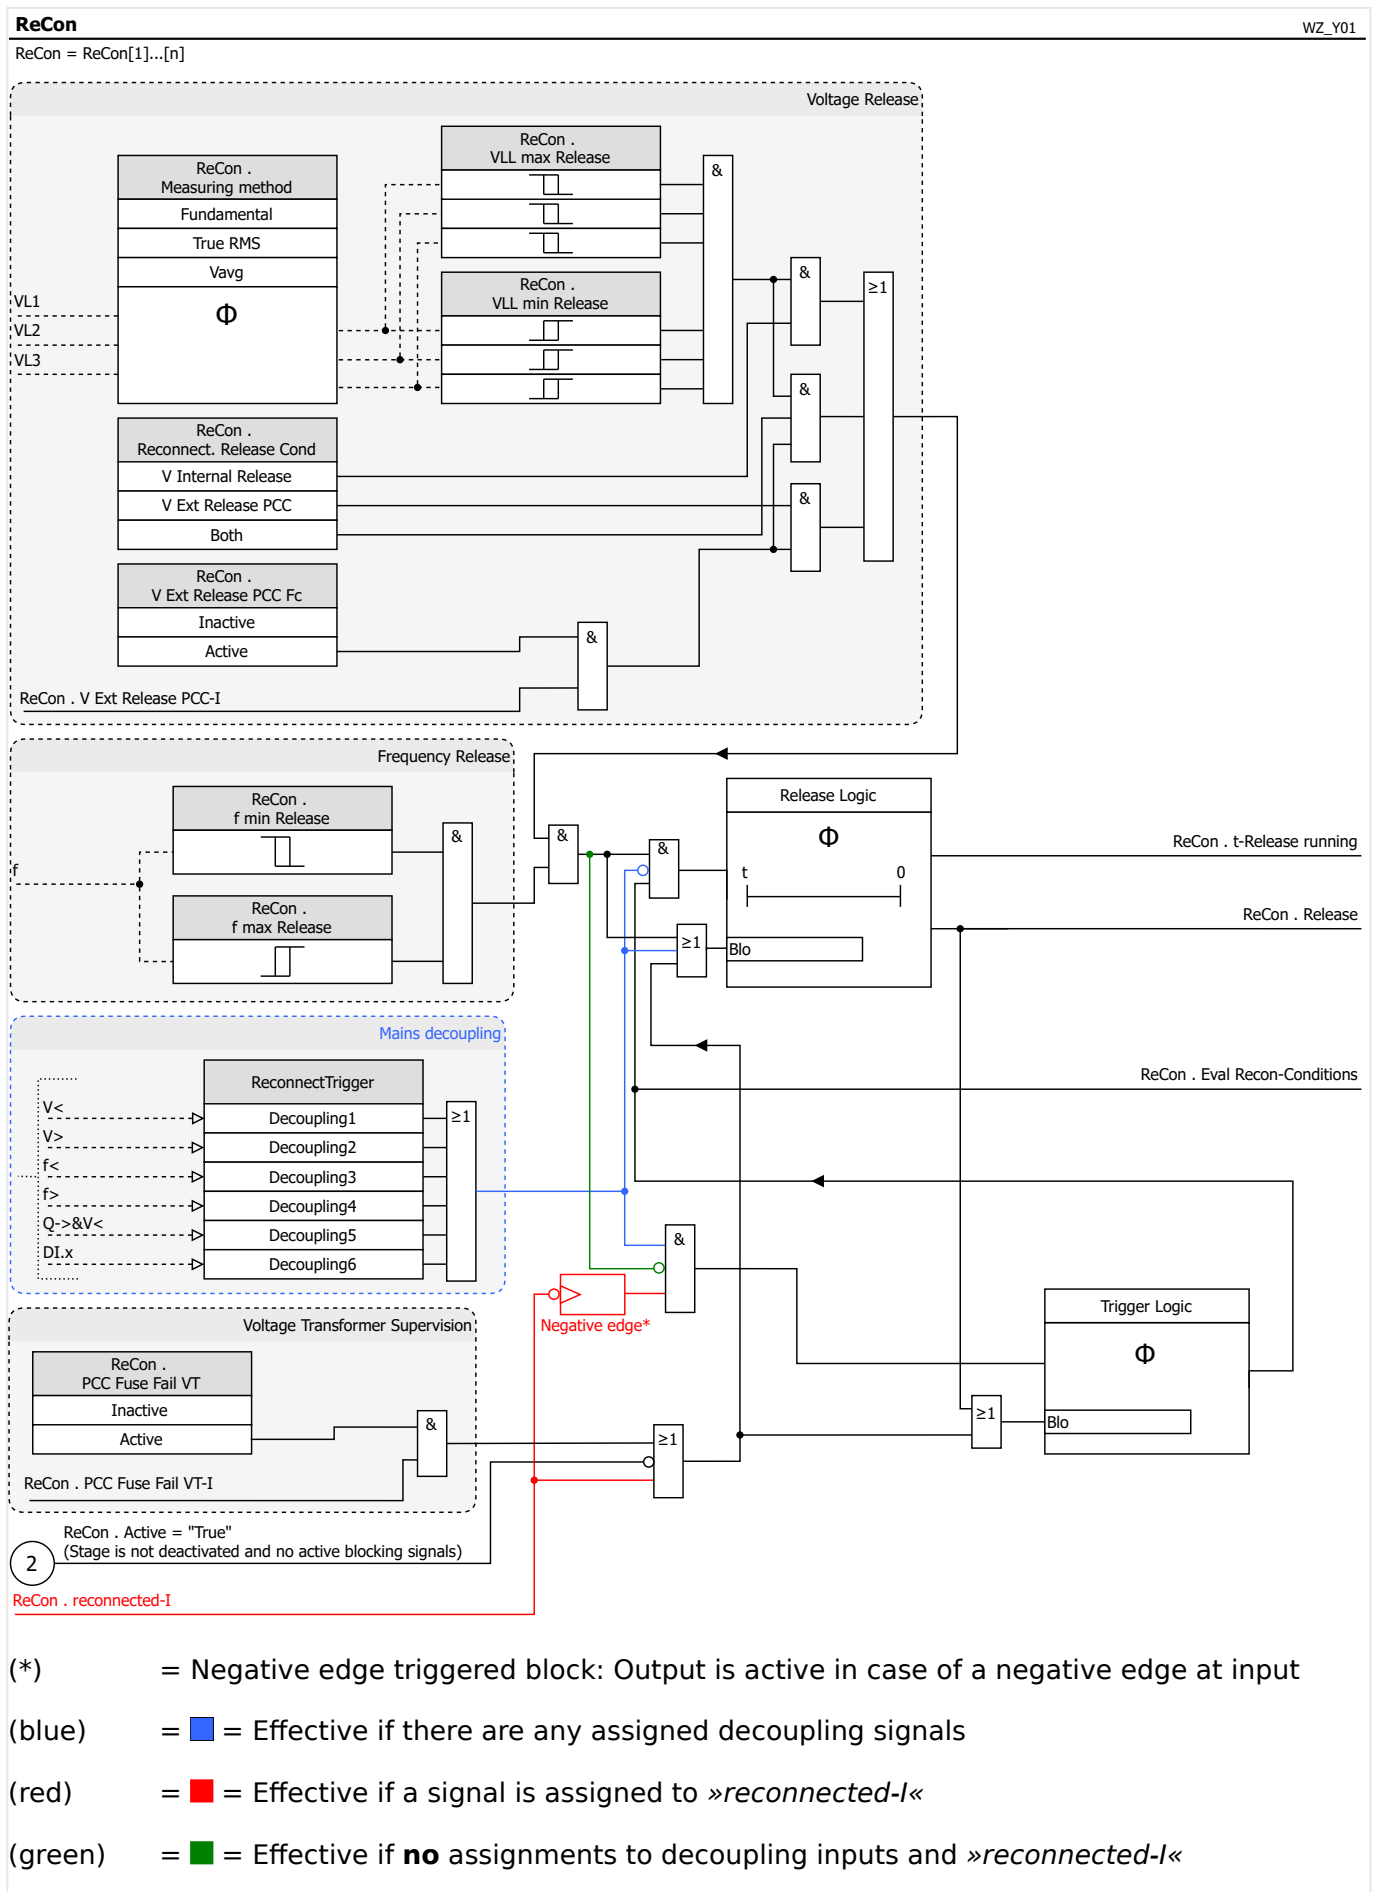 ReCon
WZ_Y01
ReCon = ReCon[1]...[n]
Voltage Release
ReCon .
Measuring method
Fundamental
True RMS
Vavg
Φ
VL1
VL2
VL3
ReCon .
VLL max Release
ReCon .
VLL min Release
&
&
&
&
≥1
ReCon .
Reconnect. Release Cond
V Internal Release
V Ext Release PCC
Both
ReCon .
V Ext Release PCC Fc
Inactive
Active
&
ReCon . V Ext Release PCC-I
Frequency Release
ReCon .
f min Release
f
ReCon .
f max Release
&
&
&
≥1
Release Logic
Φ
t
0
Blo
ReCon . t-Release running
ReCon . Release
Mains decoupling
ReconnectTrigger
V<
Decoupling1
V>
Decoupling2
f<
Decoupling3
f>
Decoupling4
Q->&V<
Decoupling5
DI.x
Decoupling6
≥1
ReCon . Eval Recon-Conditions
&
Negative edge*
Trigger Logic
Φ
≥1
Blo
Voltage Transformer Supervision
ReCon .
PCC Fuse Fail VT
Inactive
Active
&
≥1
ReCon . PCC Fuse Fail VT-I
ReCon . Active = "True"
(Stage is not deactivated and no active blocking signals)
2
ReCon . reconnected-I
(*) = Negative edge triggered block: Output is active in case of a negative edge at input
(blue) = = Effective if there are any assigned decoupling signals
(red) = = Effective if a signal is assigned to »reconnected-I«
(green) = = Effective if no assignments to decoupling inputs and »reconnected-I«